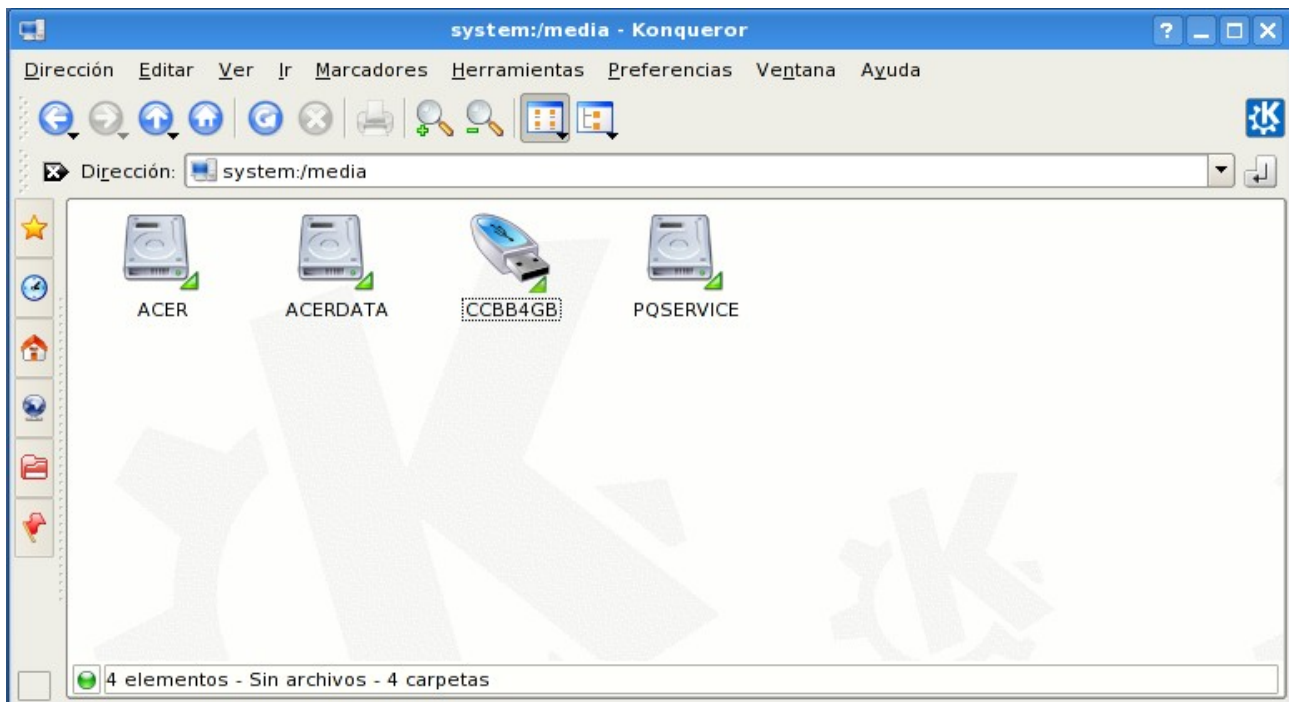 system:/media - Konqueror
Dirección Editar Ver Ir Marcadores Herramientas Preferencias Ventana Ayuda
Dirección: system:/media
ACER ACERDATA CCBB4GB PQSERVICE
4 elementos - Sin archivos - 4 carpetas